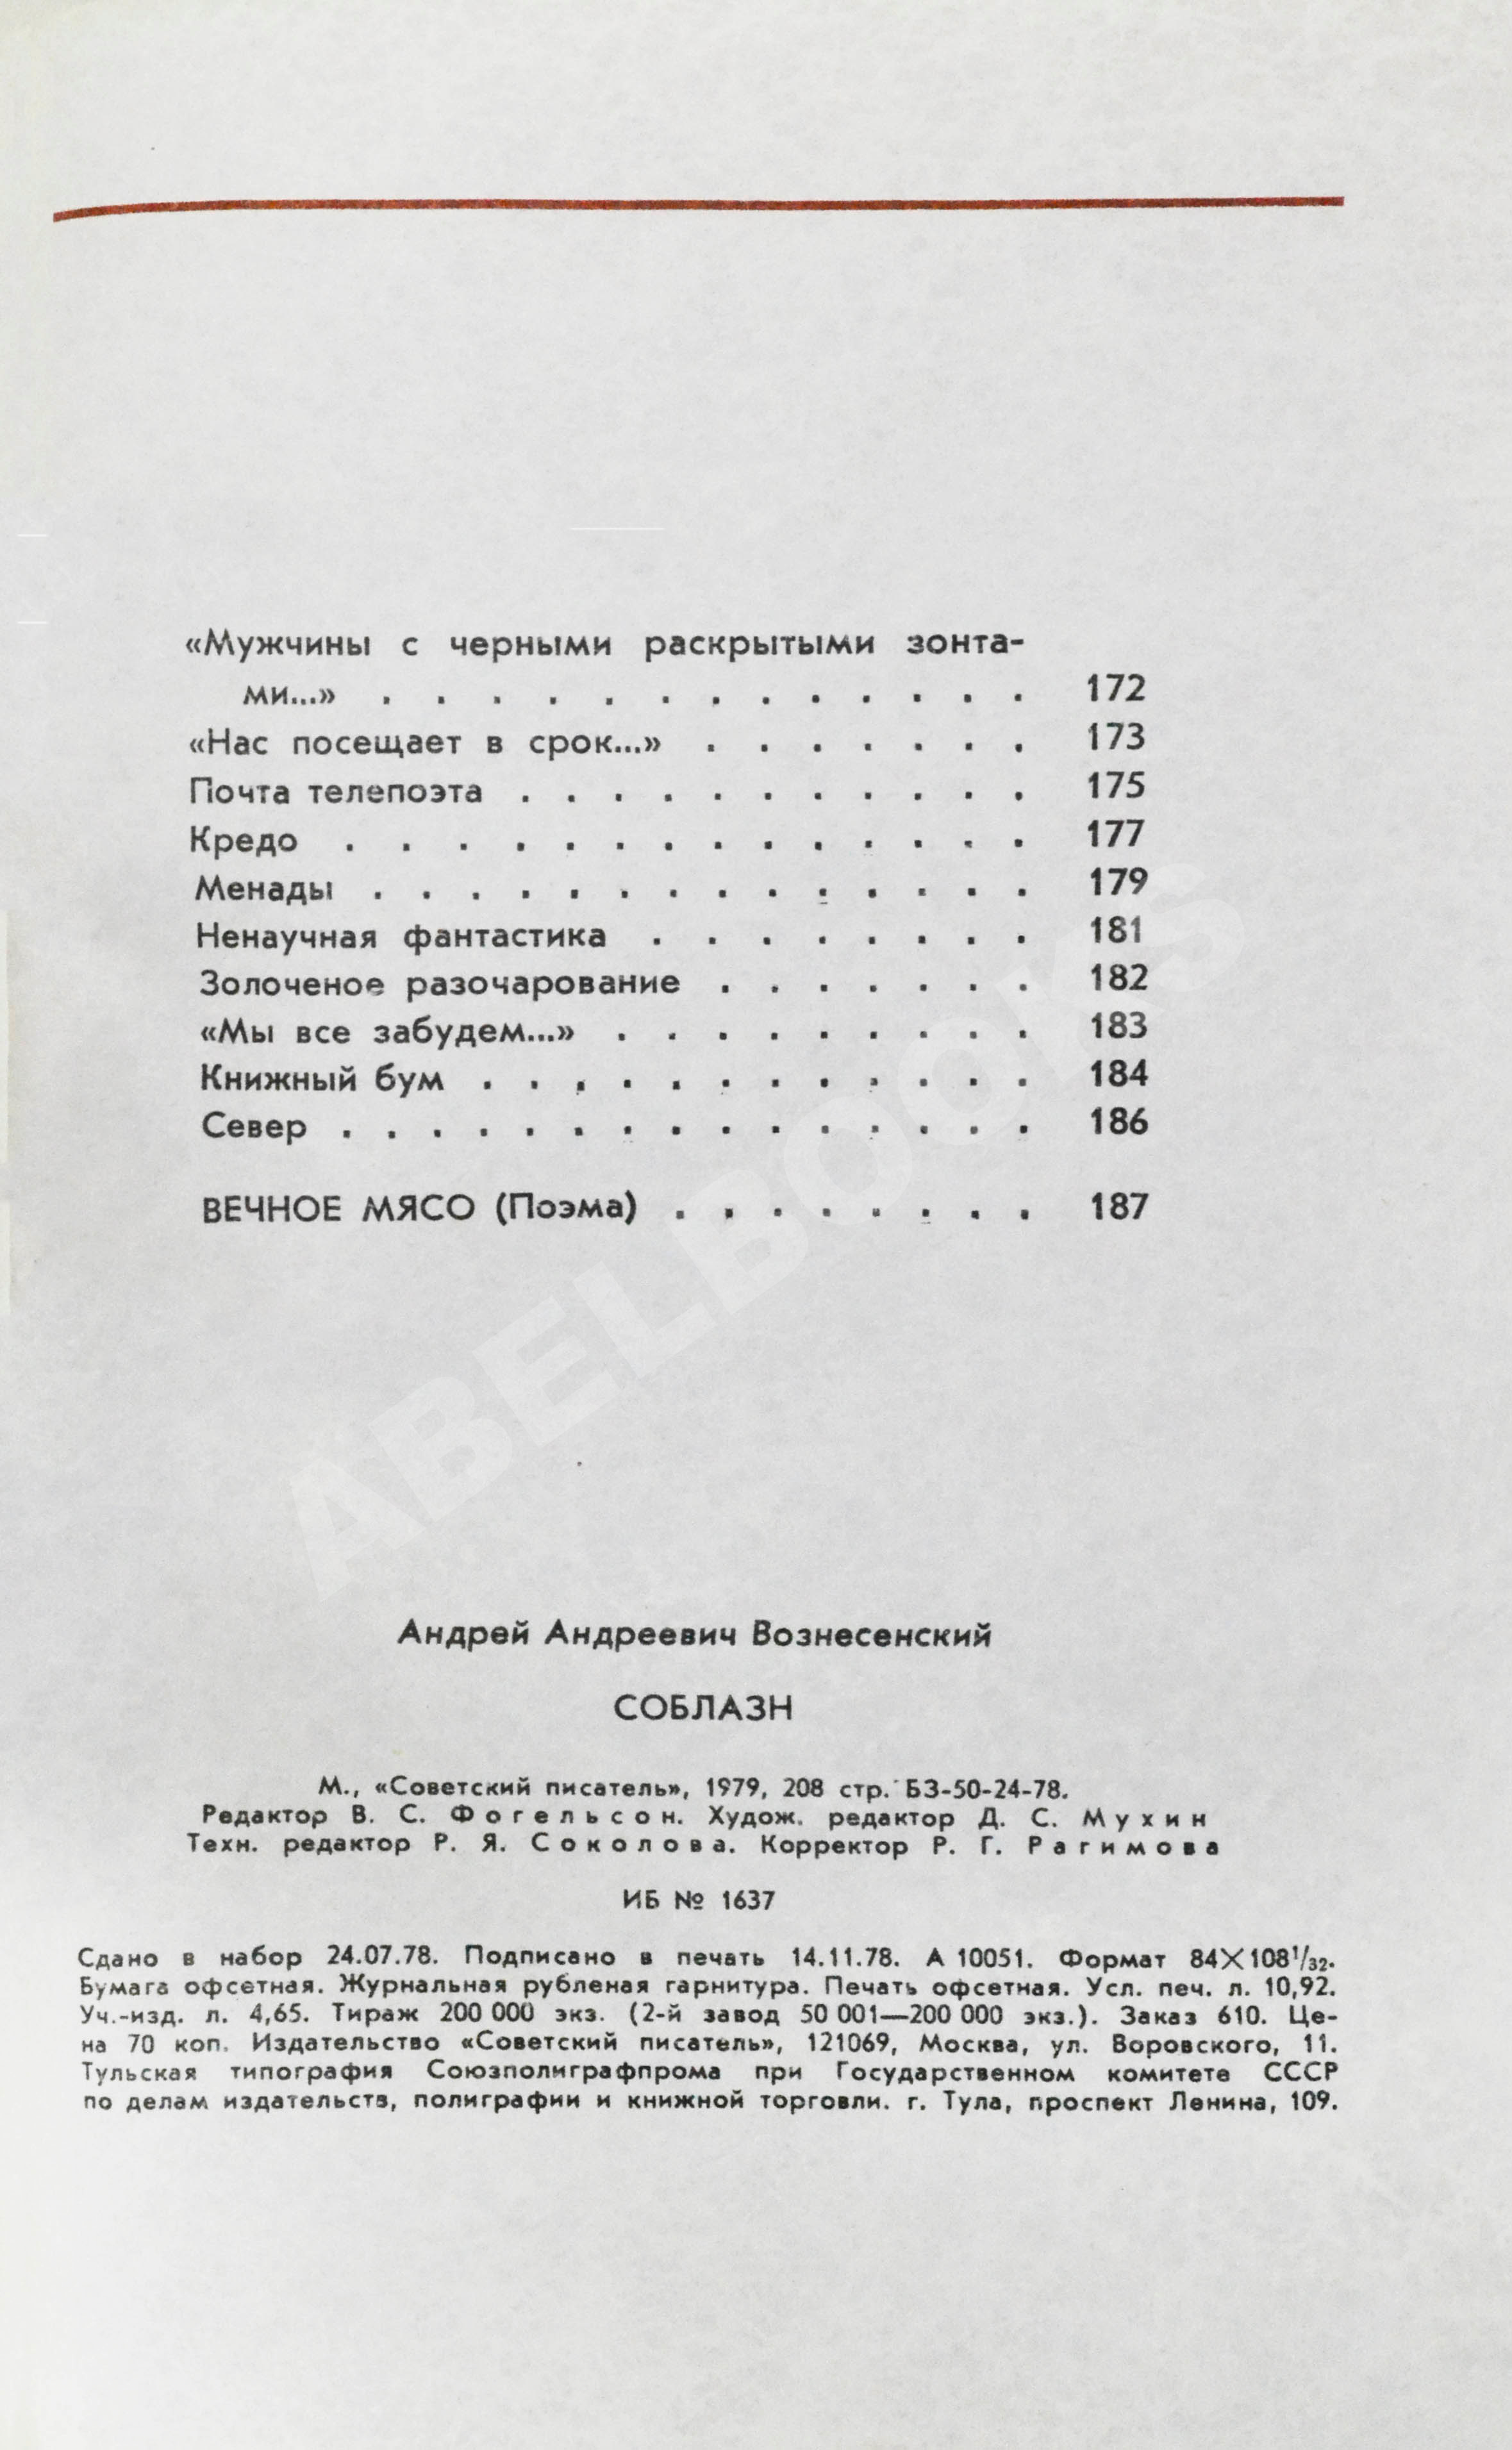 «Мужчины с черными раскрытыми зонта-
ми...» . . . . . . . . . . . . . 172
«Нас посещает в срок...» . . . . . . . 173
Почта телепоэта . . . . . . . . . . . 175
Кредо . . . . . . . . . . . . . . 177
Менады . . . . . . . . . . . . . . 179
Ненаучная фантастика . . . . . . . . 181
Золоченое разочарование . . . . . . . 182
«Мы все забудем...» . . . . . . . . . 183
Книжный бум . . . . . . . . . . . . 184
Север . . . . . . . . . . . . . . . 186
ВЕЧНОЕ МЯСО (Поэма) . . . . . . . . 187
ABELBOOKS
Андрей Андреевич Вознесенский
СОБЛАЗН
М., «Советский писатель», 1979, 208 стр. БЗ-50-24-78.
Редактор В. С. Фогельсон. Худож. редактор Д. С. Мухин
Техн. редактор Р. Я. Соколова. Корректор Р. Г. Рагимова
ИБ № 1637
Сдано в набор 24.07.78. Подписано в печать 14.11.78. А 10051. Формат 84×108¹/₃₂.
Бумага офсетная. Журнальная рубленая гарнитура. Печать офсетная. Усл. печ. л. 10,92.
Уч.-изд. л. 4,65. Тираж 200 000 экз. (2-й завод 50 001—200 000 экз.). Заказ 610. Це-
на 70 коп. Издательство «Советский писатель», 121069, Москва, ул. Воровского, 11.
Тульская типография Союзполиграфпрома при Государственном комитете СССР
по делам издательств, полиграфии и книжной торговли. г. Тула, проспект Ленина, 109.